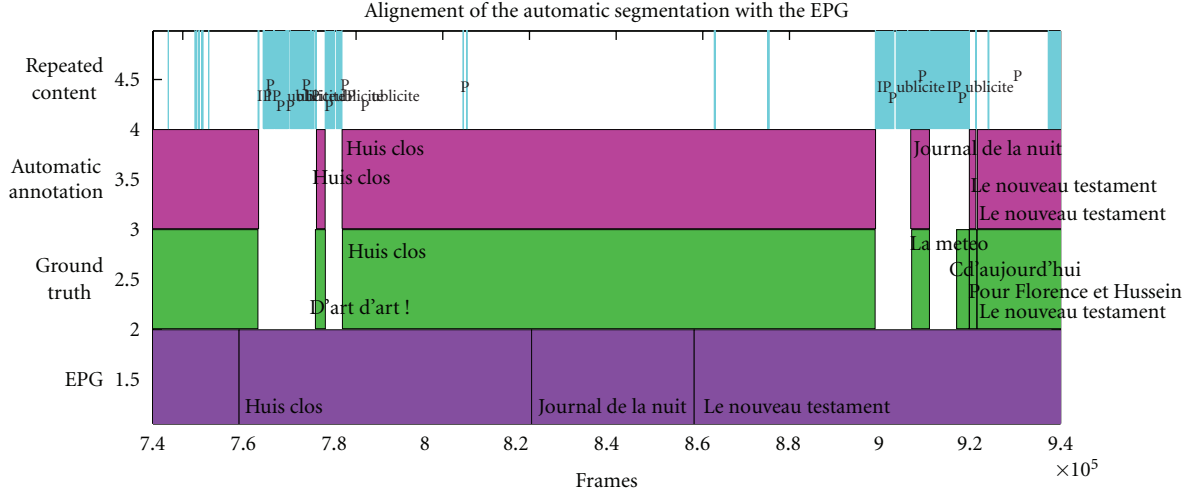 Alignement of the automatic segmentation with the EPG
Repeated
content
4.5
P P P P P P
IP ublicite IP ublicite
P P P P P P
4
Automatic
annotation
3.5
Huis clos
Huis clos
Journal de la nuit
Le nouveau testament
Le nouveau testament
3
Ground
truth
2.5
Huis clos
D'art d'art !
La meteo
Cd'aujourd'hui
Pour Florence et Hussein
Le nouveau testament
2
EPG
1.5
Huis clos
Journal de la nuit
Le nouveau testament
7.4 7.6 7.8 8 8.2 8.4 8.6 8.8 9 9.2 9.4
×10⁵
Frames